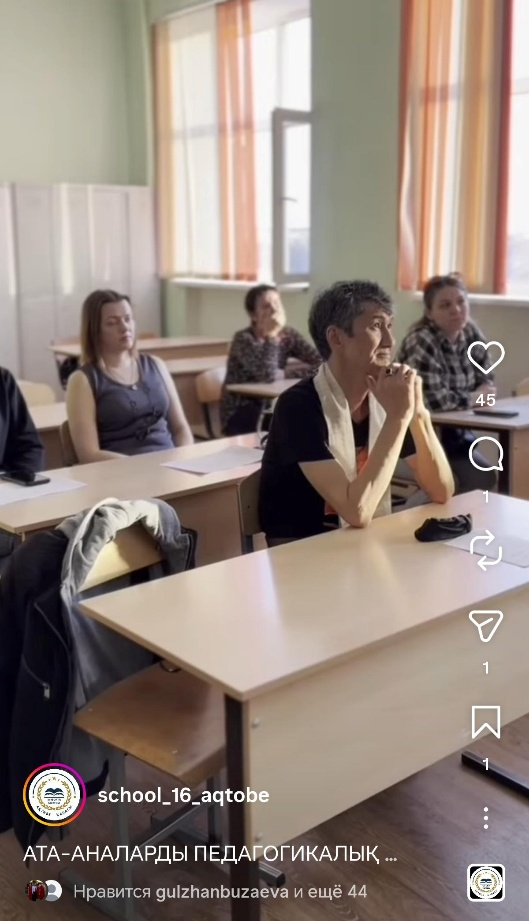 45
1
1
1
school_16_aqtobe
АТА-АНАЛАРДЫ ПЕДАГОГИКАЛЫҚ ...
Нравится gulzhanbuzaeva и ещё 44